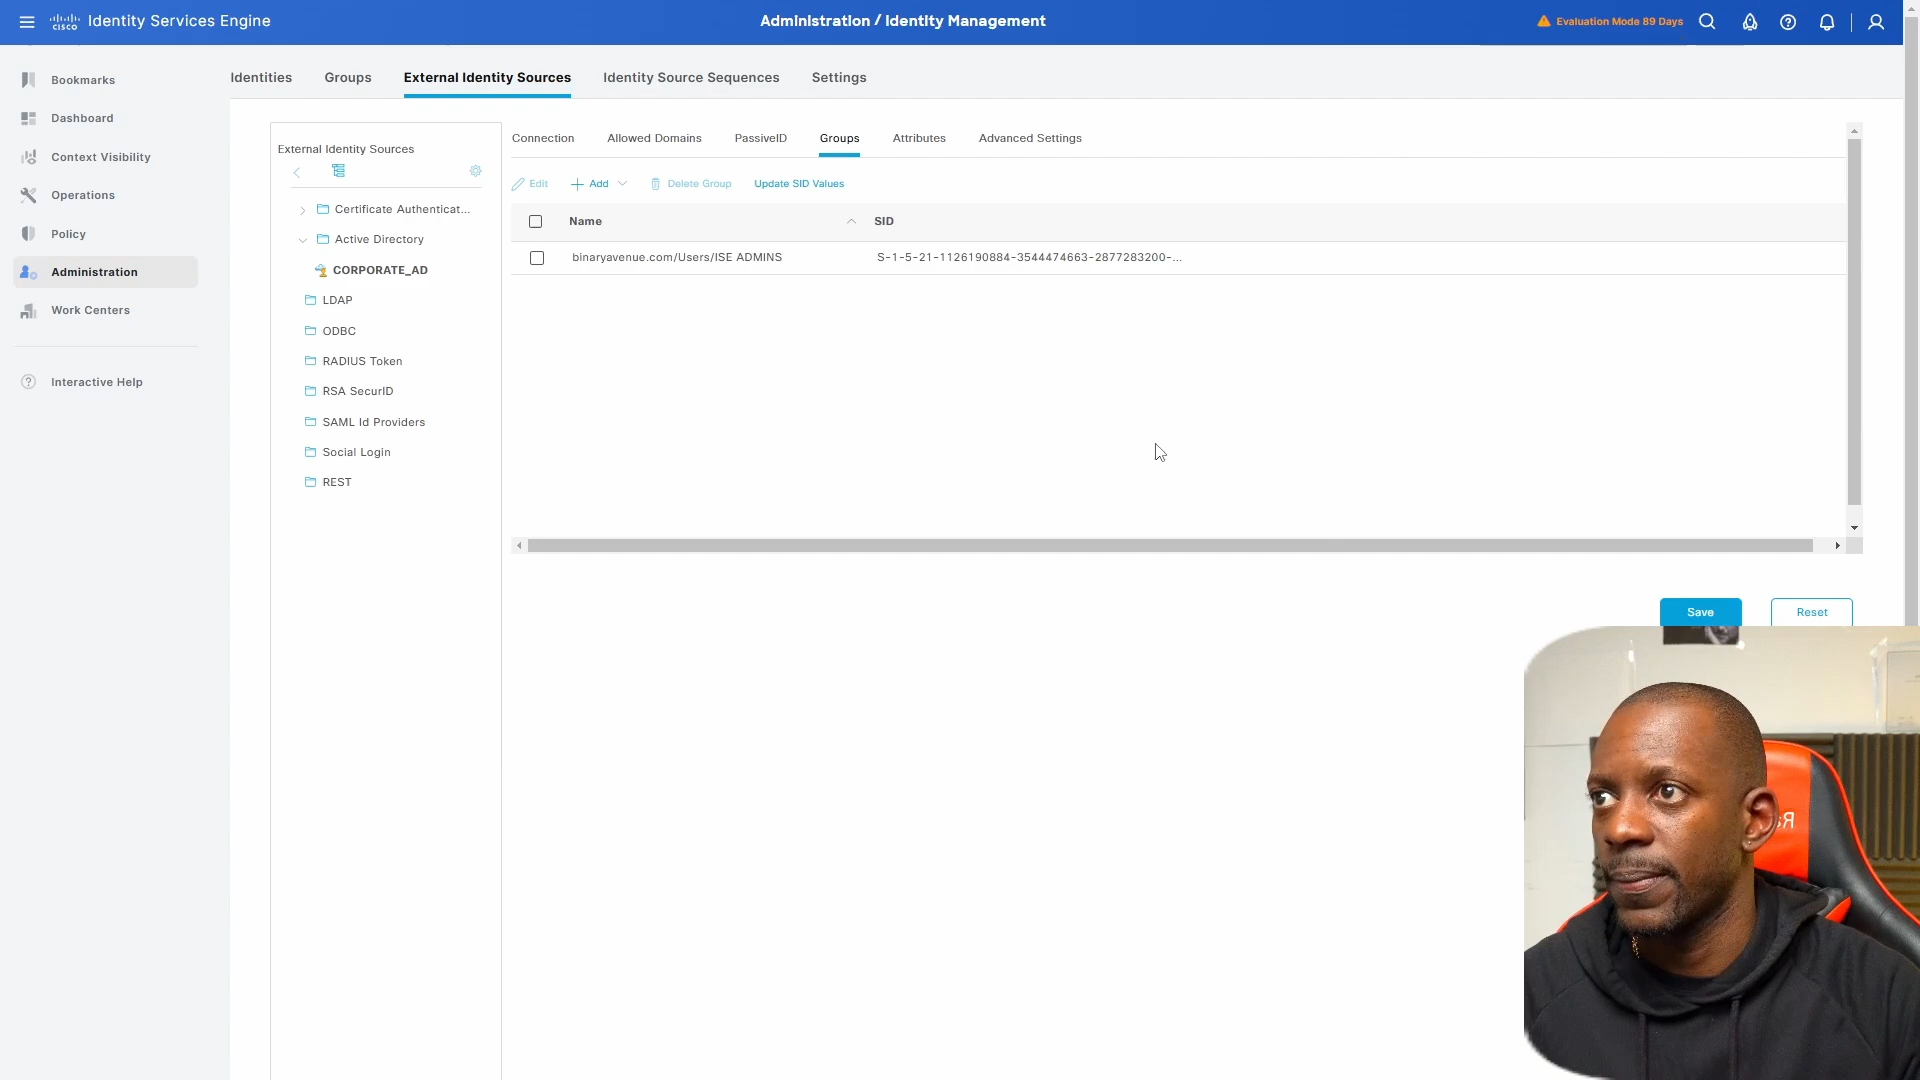 cisco Identity Services Engine
Administration / Identity Management
Evaluation Mode 89 Days
Bookmarks
Dashboard
Context Visibility
Operations
Policy
Administration
Work Centers
Interactive Help
Identities Groups External Identity Sources Identity Source Sequences Settings
External Identity Sources
Certificate Authenticat...
Active Directory
CORPORATE_AD
LDAP
ODBC
RADIUS Token
RSA SecurID
SAML Id Providers
Social Login
REST
Connection Allowed Domains PassiveID Groups Attributes Advanced Settings
Edit Add Delete Group Update SID Values
Name SID
binaryavenue.com/Users/ISE ADMINS S-1-5-21-1126190884-3544474663-2877283200-...
Save Reset